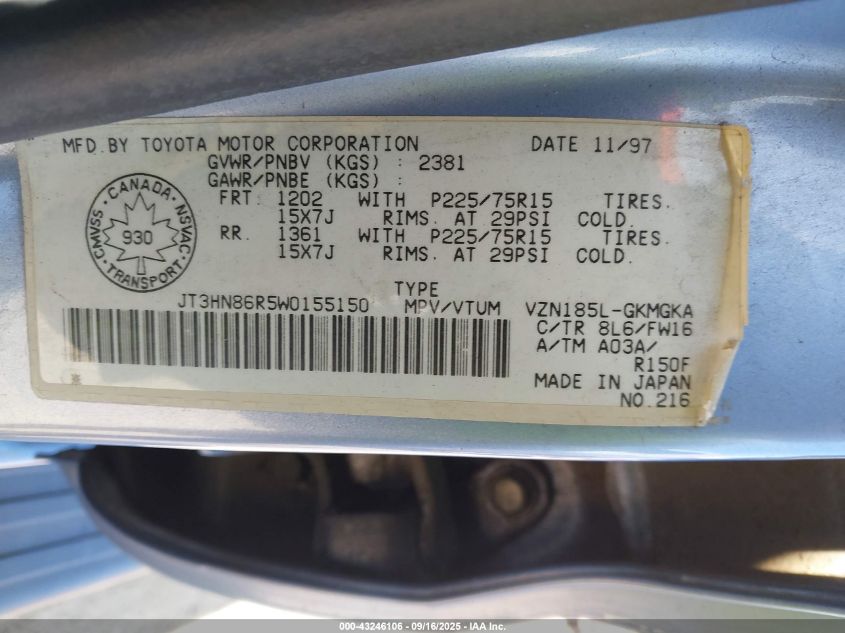 MFD.BY TOYOTA MOTOR CORPORATION DATE 11/97
GVWR/PNBV (KGS) : 2381
GAWR/PNBE (KGS) :
FRT 1202 WITH P225/75R15 TIRES.
15X7J RIMS. AT 29PSI COLD.
RR. 1361 WITH P225/75R15 TIRES.
15X7J RIMS. AT 29PSI COLD.
CANADA
CMVSS 930 NSVAC
TRANSPORT
TYPE
JT3HN86R5W0155150 MPV/VTUM VZN185L-GKMGKA
C/TR 8L6/FW16
A/TM A03A/
R150F
MADE IN JAPAN
NO.216
000-43246106 - 09/16/2025 - IAA Inc.